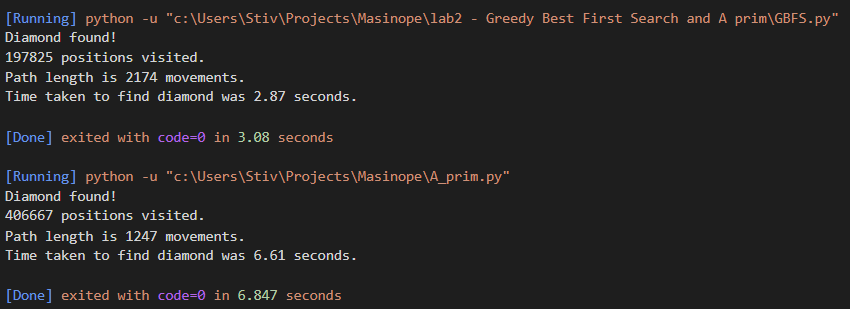 [Running] python -u "c:\Users\Stiv\Projects\Masinope\lab2 - Greedy Best First Search and A prim\GBFS.py"
Diamond found!
197825 positions visited.
Path length is 2174 movements.
Time taken to find diamond was 2.87 seconds.
[Done] exited with code=0 in 3.08 seconds
[Running] python -u "c:\Users\Stiv\Projects\Masinope\A_prim.py"
Diamond found!
406667 positions visited.
Path length is 1247 movements.
Time taken to find diamond was 6.61 seconds.
[Done] exited with code=0 in 6.847 seconds